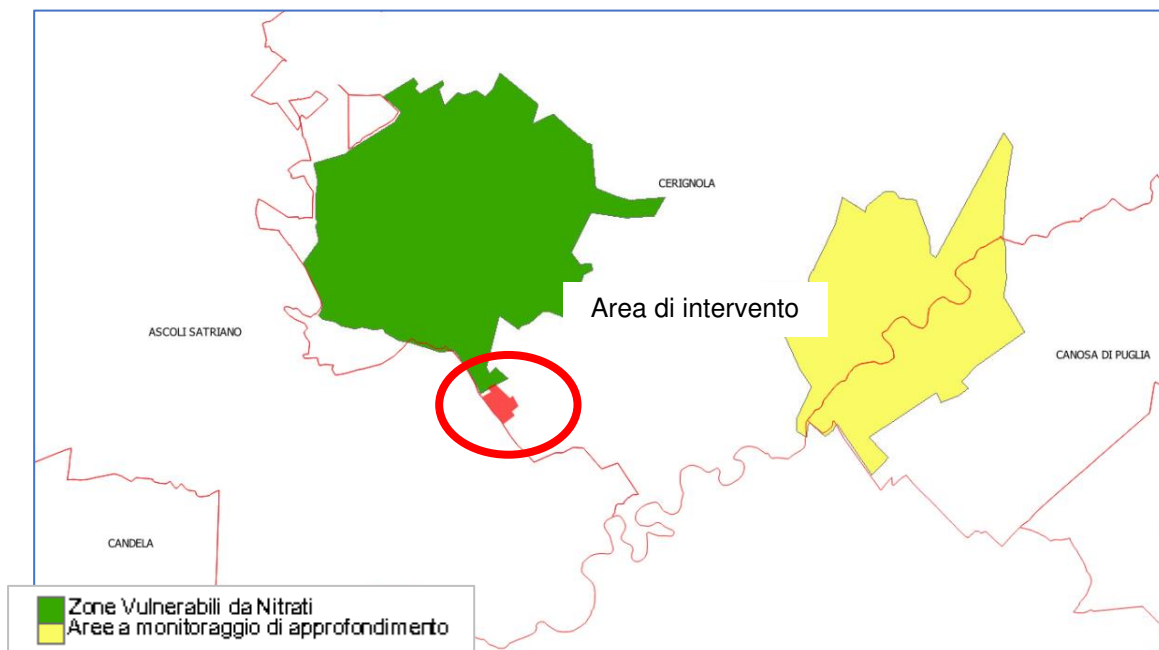 CERIGNOLA
Area di intervento
ASCOLI SATRIANO
CANOSA DI PUGLIA
CANDELA
Zone Vulnerabili da Nitrati
Aree a monitoraggio di approfondimento